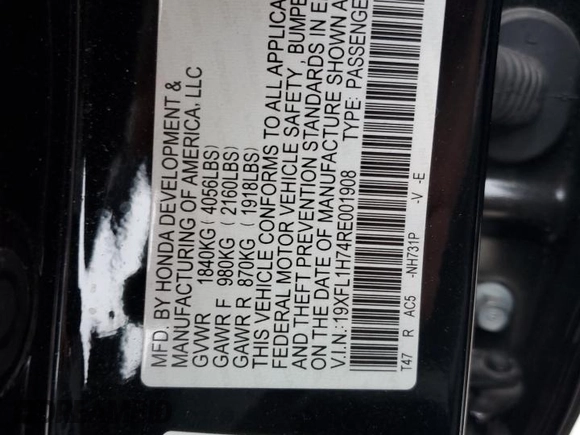 MFD. BY HONDA DEVELOPMENT &
MANUFACTURING OF AMERICA, LLC
GVWR 1840KG ( 4056LBS)
GAWR F 980KG ( 2160LBS)
GAWR R 870KG ( 1918LBS)
THIS VEHICLE CONFORMS TO ALL APPLICA
FEDERAL MOTOR VEHICLE SAFETY, BUMPE
AND THEFT PREVENTION STANDARDS IN E
ON THE DATE OF MANUFACTURE SHOWN A
V.I.N.:19XFL1H74RE001908 TYPE: PASSENGE
T47 R AC5 -NH731P -V -E